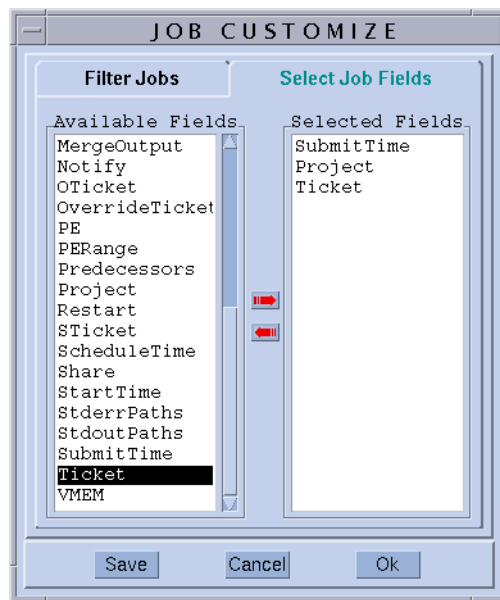 JOB CUSTOMIZE
Filter Jobs
Select Job Fields
Available Fields
MergeOutput
Notify
OTicket
OverrideTicket
PE
PERange
Predecessors
Project
Restart
STicket
ScheduleTime
Share
StartTime
StderrPaths
StdoutPaths
SubmitTime
Ticket
VMEM
Selected Fields
SubmitTime
Project
Ticket
Save
Cancel
Ok